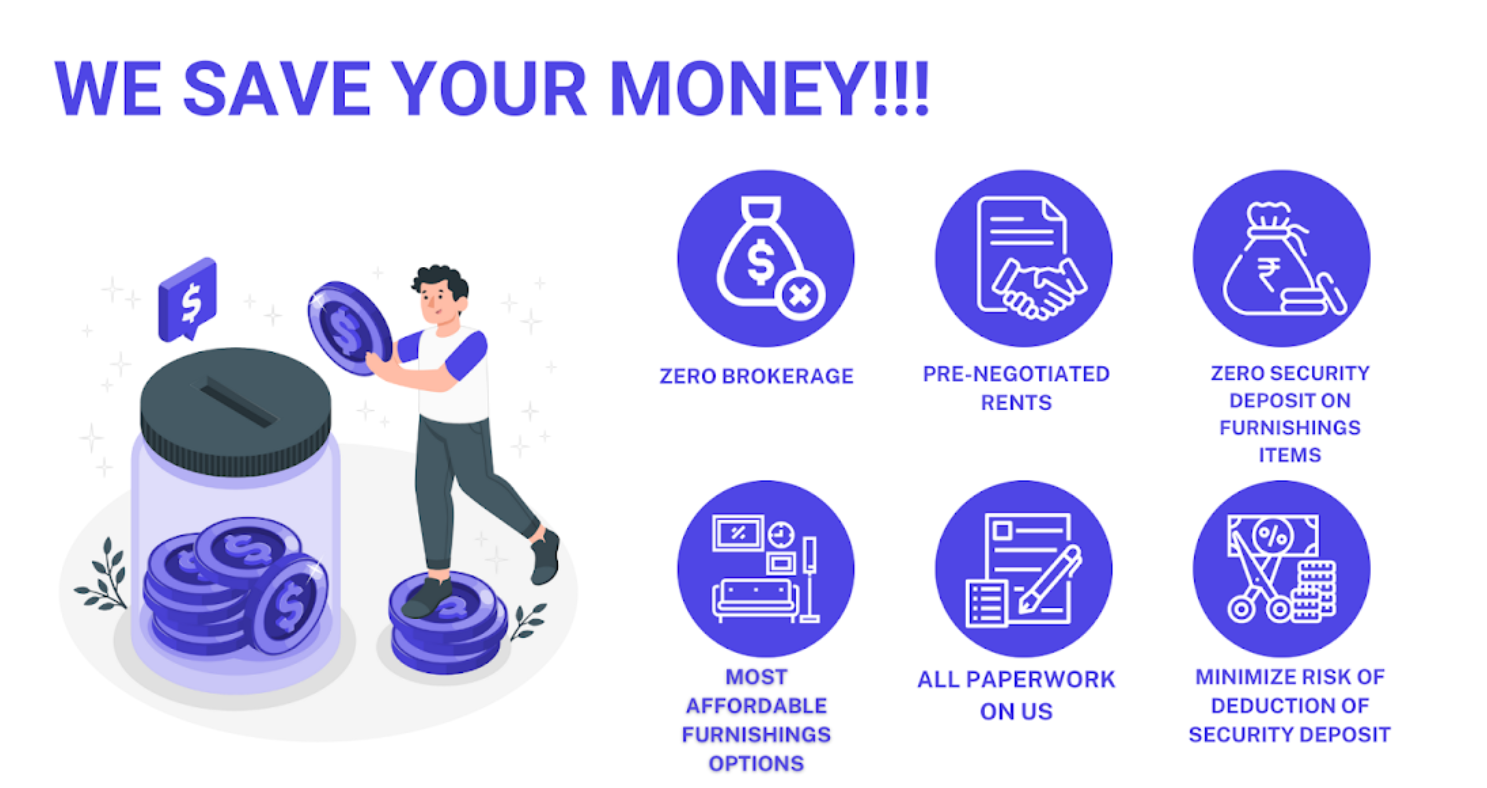 WE SAVE YOUR MONEY!!!
$
$
$
₹
ZERO BROKERAGE
PRE-NEGOTIATED
RENTS
ZERO SECURITY
DEPOSIT ON
FURNISHINGS
ITEMS
$
$
$
$
%
%
MOST
AFFORDABLE
FURNISHINGS
OPTIONS
ALL PAPERWORK
ON US
MINIMIZE RISK OF
DEDUCTION OF
SECURITY DEPOSIT